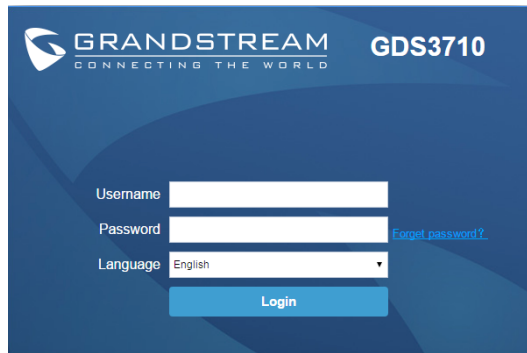 GRANDSTREAM
CONNECTING THE WORLD
GDS3710
Username
Password
Forget password?
Language
English
Login